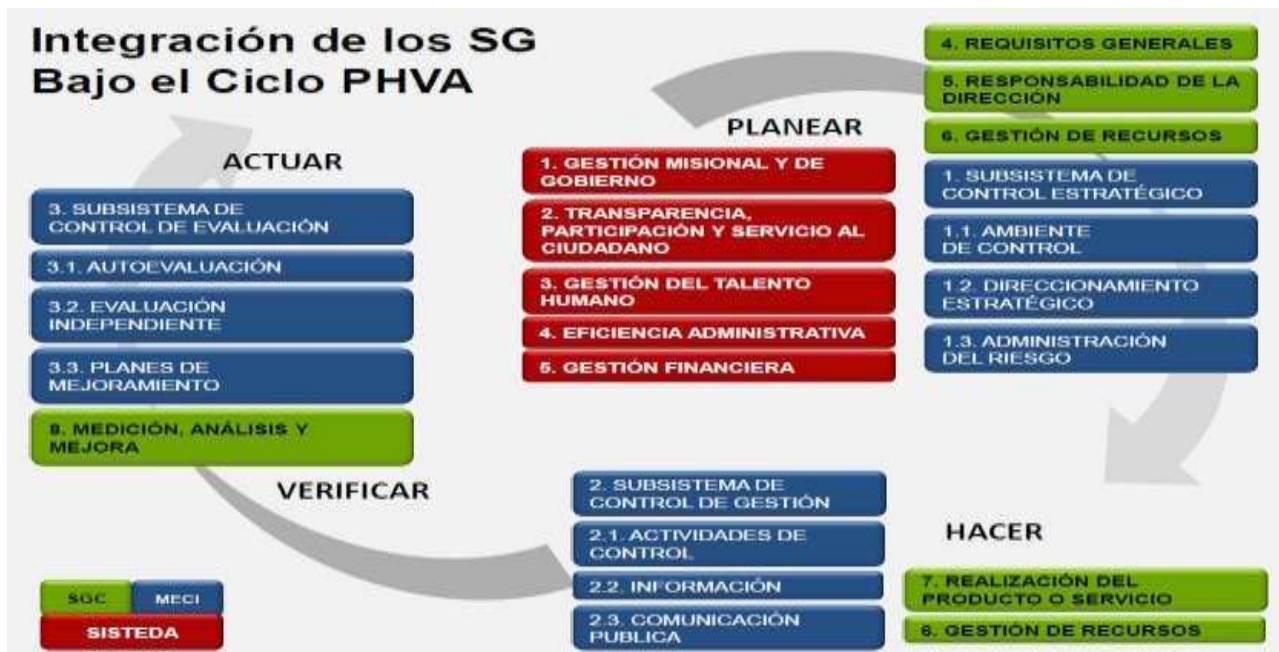 Integración de los SG
Bajo el Ciclo PHVA
ACTUAR
3. SUBSISTEMA DE
CONTROL DE EVALUACIÓN
3.1. AUTOEVALUACIÓN
3.2. EVALUACIÓN
INDEPENDIENTE
3.3. PLANES DE
MEJORAMIENTO
8. MEDICIÓN, ANÁLISIS Y
MEJORA
PLANEAR
1. GESTIÓN MISIONAL Y DE
GOBIERNO
2. TRANSPARENCIA,
PARTICIPACIÓN Y SERVICIO AL
CIUDADANO
3. GESTIÓN DEL TALENTO
HUMANO
4. EFICIENCIA ADMINISTRATIVA
5. GESTIÓN FINANCIERA
4. REQUISITOS GENERALES
5. RESPONSABILIDAD DE LA
DIRECCIÓN
6. GESTIÓN DE RECURSOS
1. SUBSISTEMA DE
CONTROL ESTRATÉGICO
1.1. AMBIENTE
DE CONTROL
1.2. DIRECCIONAMIENTO
ESTRATÉGICO
1.3. ADMINISTRACIÓN
DEL RIESGO
VERIFICAR
2. SUBSISTEMA DE
CONTROL DE GESTIÓN
2.1. ACTIVIDADES DE
CONTROL
2.2. INFORMACIÓN
2.3. COMUNICACIÓN
PUBLICA
HACER
7. REALIZACIÓN DEL
PRODUCTO O SERVICIO
6. GESTIÓN DE RECURSOS
SGC
MECI
SISTEDA